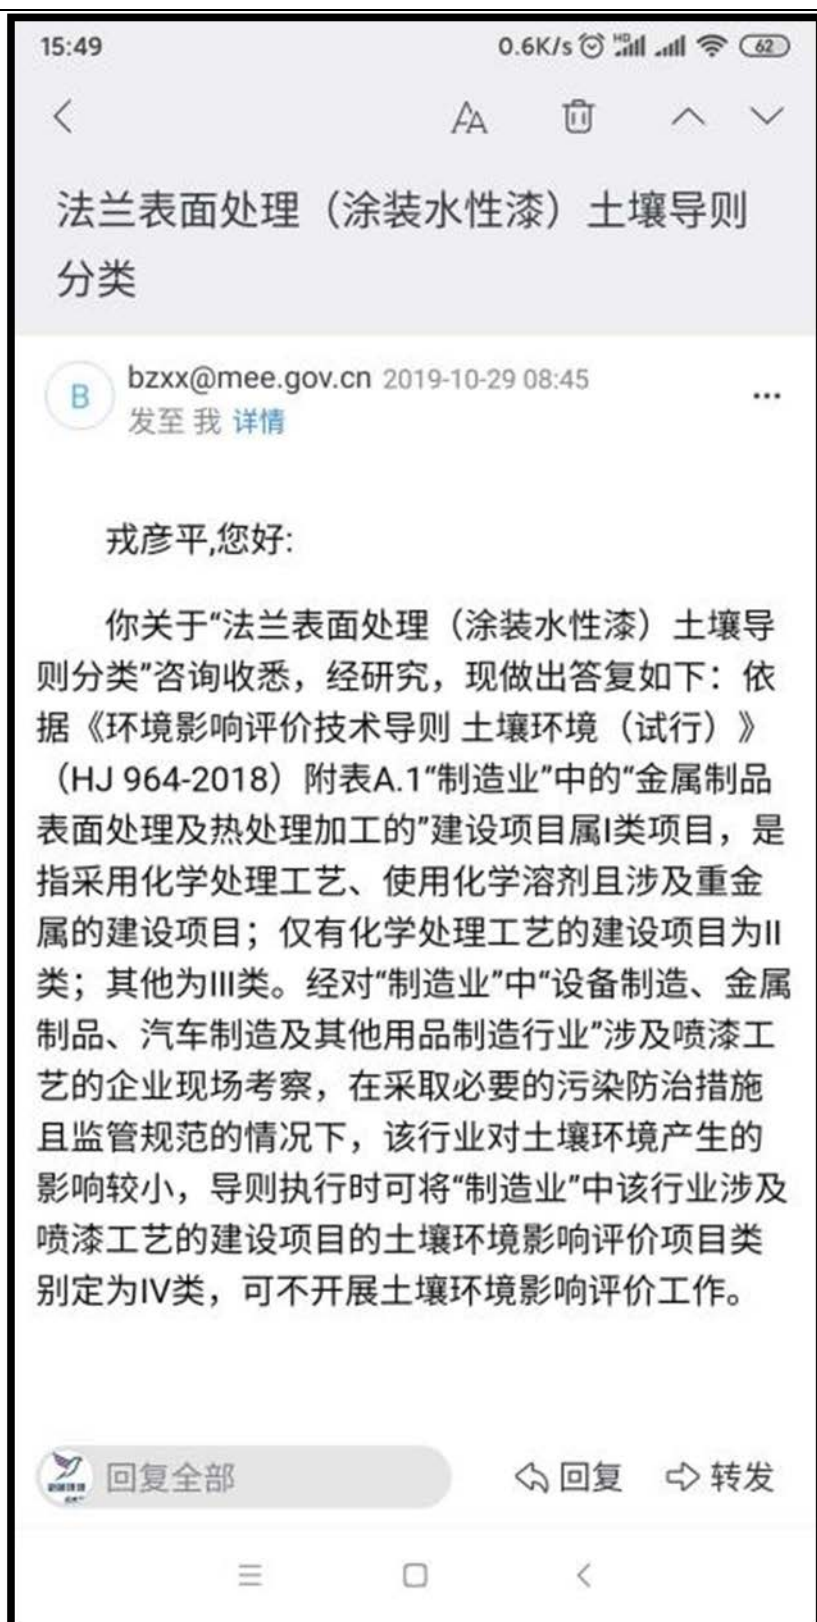 15:49
0.6K/s HD 62
AA
法兰表面处理（涂装水性漆）土壤导则
分类
B
bzxx@mee.gov.cn 2019-10-29 08:45
发至 我 详情
戎彦平,您好:
你关于“法兰表面处理（涂装水性漆）土壤导
则分类”咨询收悉，经研究，现做出答复如下：依
据《环境影响评价技术导则 土壤环境（试行）》
（HJ 964-2018）附表A.1“制造业”中的“金属制品
表面处理及热处理加工的”建设项目属I类项目，是
指采用化学处理工艺、使用化学溶剂且涉及重金
属的建设项目；仅有化学处理工艺的建设项目为II
类；其他为III类。经对“制造业”中“设备制造、金属
制品、汽车制造及其他用品制造行业”涉及喷漆工
艺的企业现场考察，在采取必要的污染防治措施
且监管规范的情况下，该行业对土壤环境产生的
影响较小，导则执行时可将“制造业”中该行业涉及
喷漆工艺的建设项目的土壤环境影响评价项目类
别定为IV类，可不开展土壤环境影响评价工作。
回复全部
回复
转发